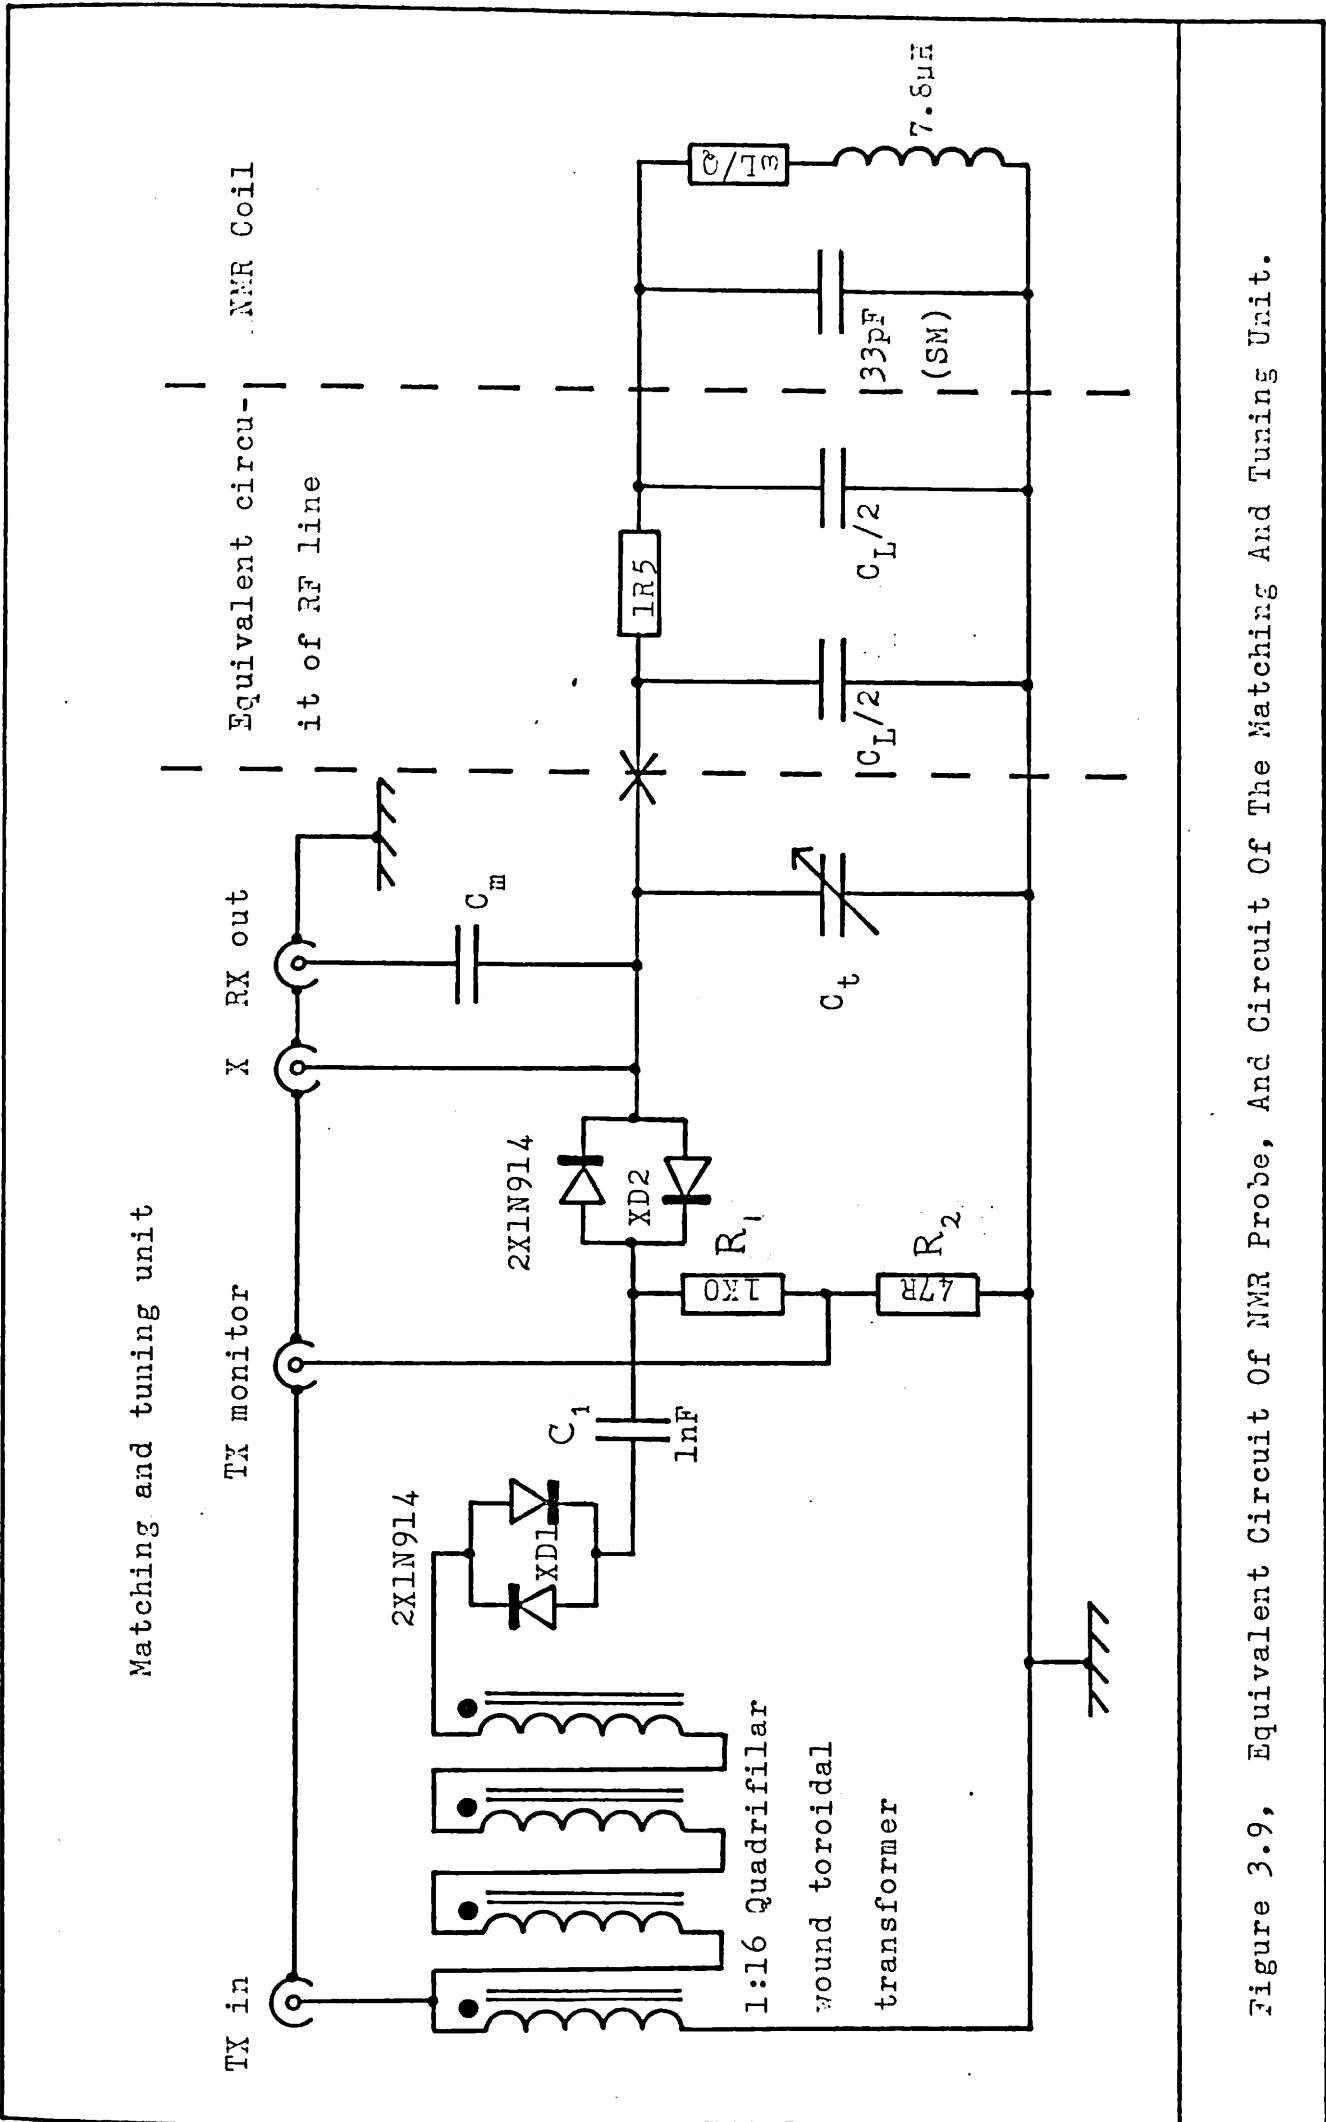 Matching and tuning unit
TX in
TX monitor
X
RX out
Equivalent circu-
it of RF line
NMR Coil
2X1N914
XD1
C1
1nF
2X1N914
XD2
R1
1K0
R2
47R
Cm
Ct
1R5
CL/2
CL/2
33pF
(SM)
ωL/Q
7.8µH
1:16 Quadrifilar
wound toroidal
transformer
Figure 3.9, Equivalent Circuit Of NMR Probe, And Circuit Of The Matching And Tuning Unit.